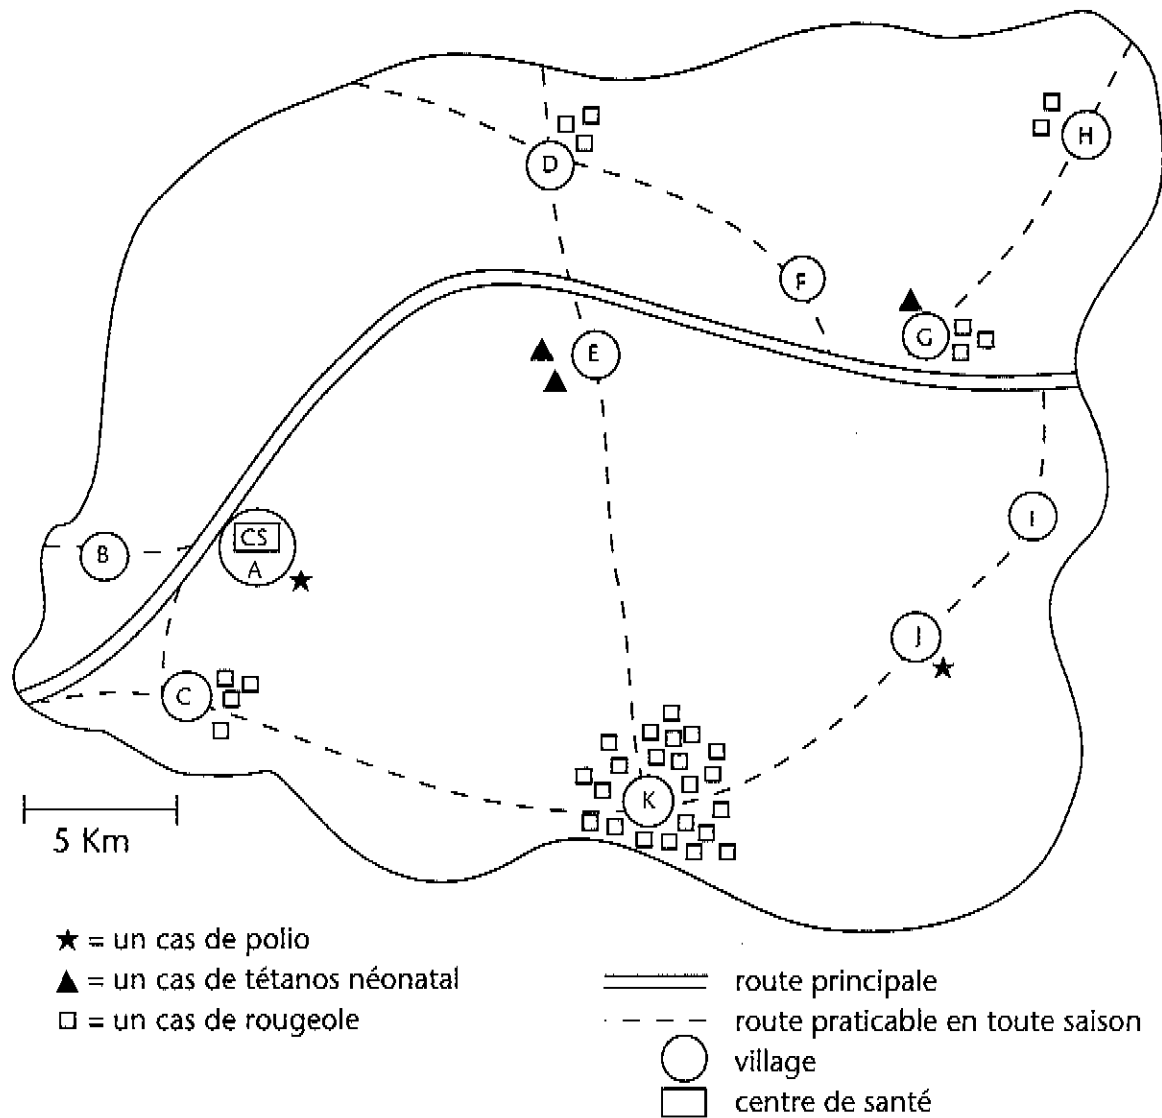 D
H
F
G
E
CS
A
B
I
J
C
K
5 Km
★ = un cas de polio
▲ = un cas de tétanos néonatal
□ = un cas de rougeole
route principale
route praticable en toute saison
village
centre de santé